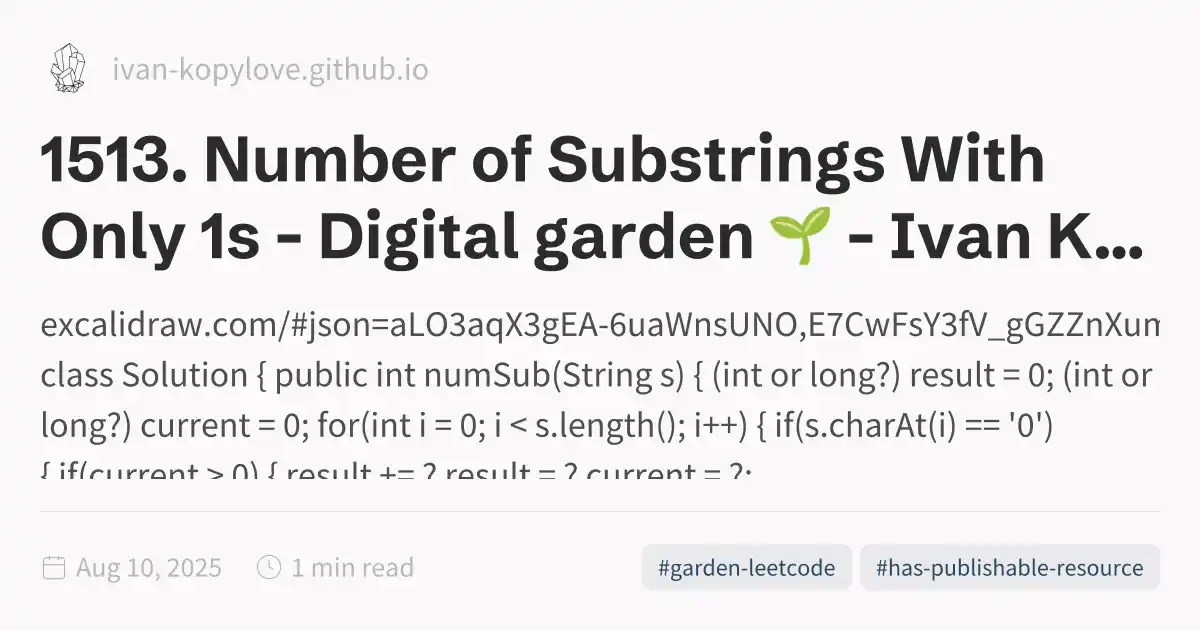 ivan-kopylove.github.io
1513. Number of Substrings With
Only 1s - Digital garden 🌱 - Ivan K...
excalidraw.com/#json=aLO3aqX3gEA-6uaWnsUNO,E7CwFsY3fV_gGZZnXum
class Solution { public int numSub(String s) { (int or long?) result = 0; (int or
long?) current = 0; for(int i = 0; i < s.length(); i++) { if(s.charAt(i) == '0')
{ if(current > 0) { result += ? result = ? current = ?;
Aug 10, 2025 1 min read #garden-leetcode #has-publishable-resource